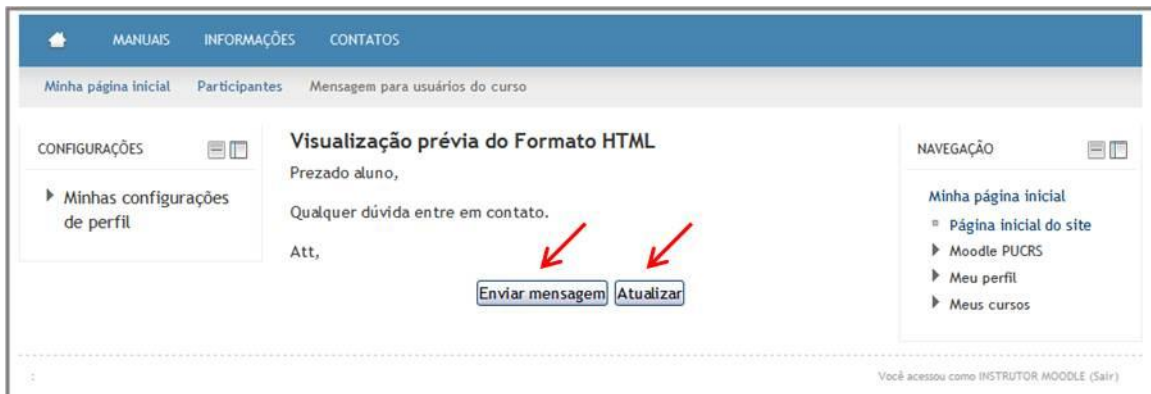 MANUAIS INFORMAÇÕES CONTATOS
Minha página inicial Participantes Mensagem para usuários do curso
CONFIGURAÇÕES
Minhas configurações
de perfil
Visualização prévia do Formato HTML
Prezado aluno,
Qualquer dúvida entre em contato.
Att,
Enviar mensagem Atualizar
NAVEGAÇÃO
Minha página inicial
Página inicial do site
Moodle PUCRS
Meu perfil
Meus cursos
:
Você acessou como INSTRUTOR MOODLE (Sair)